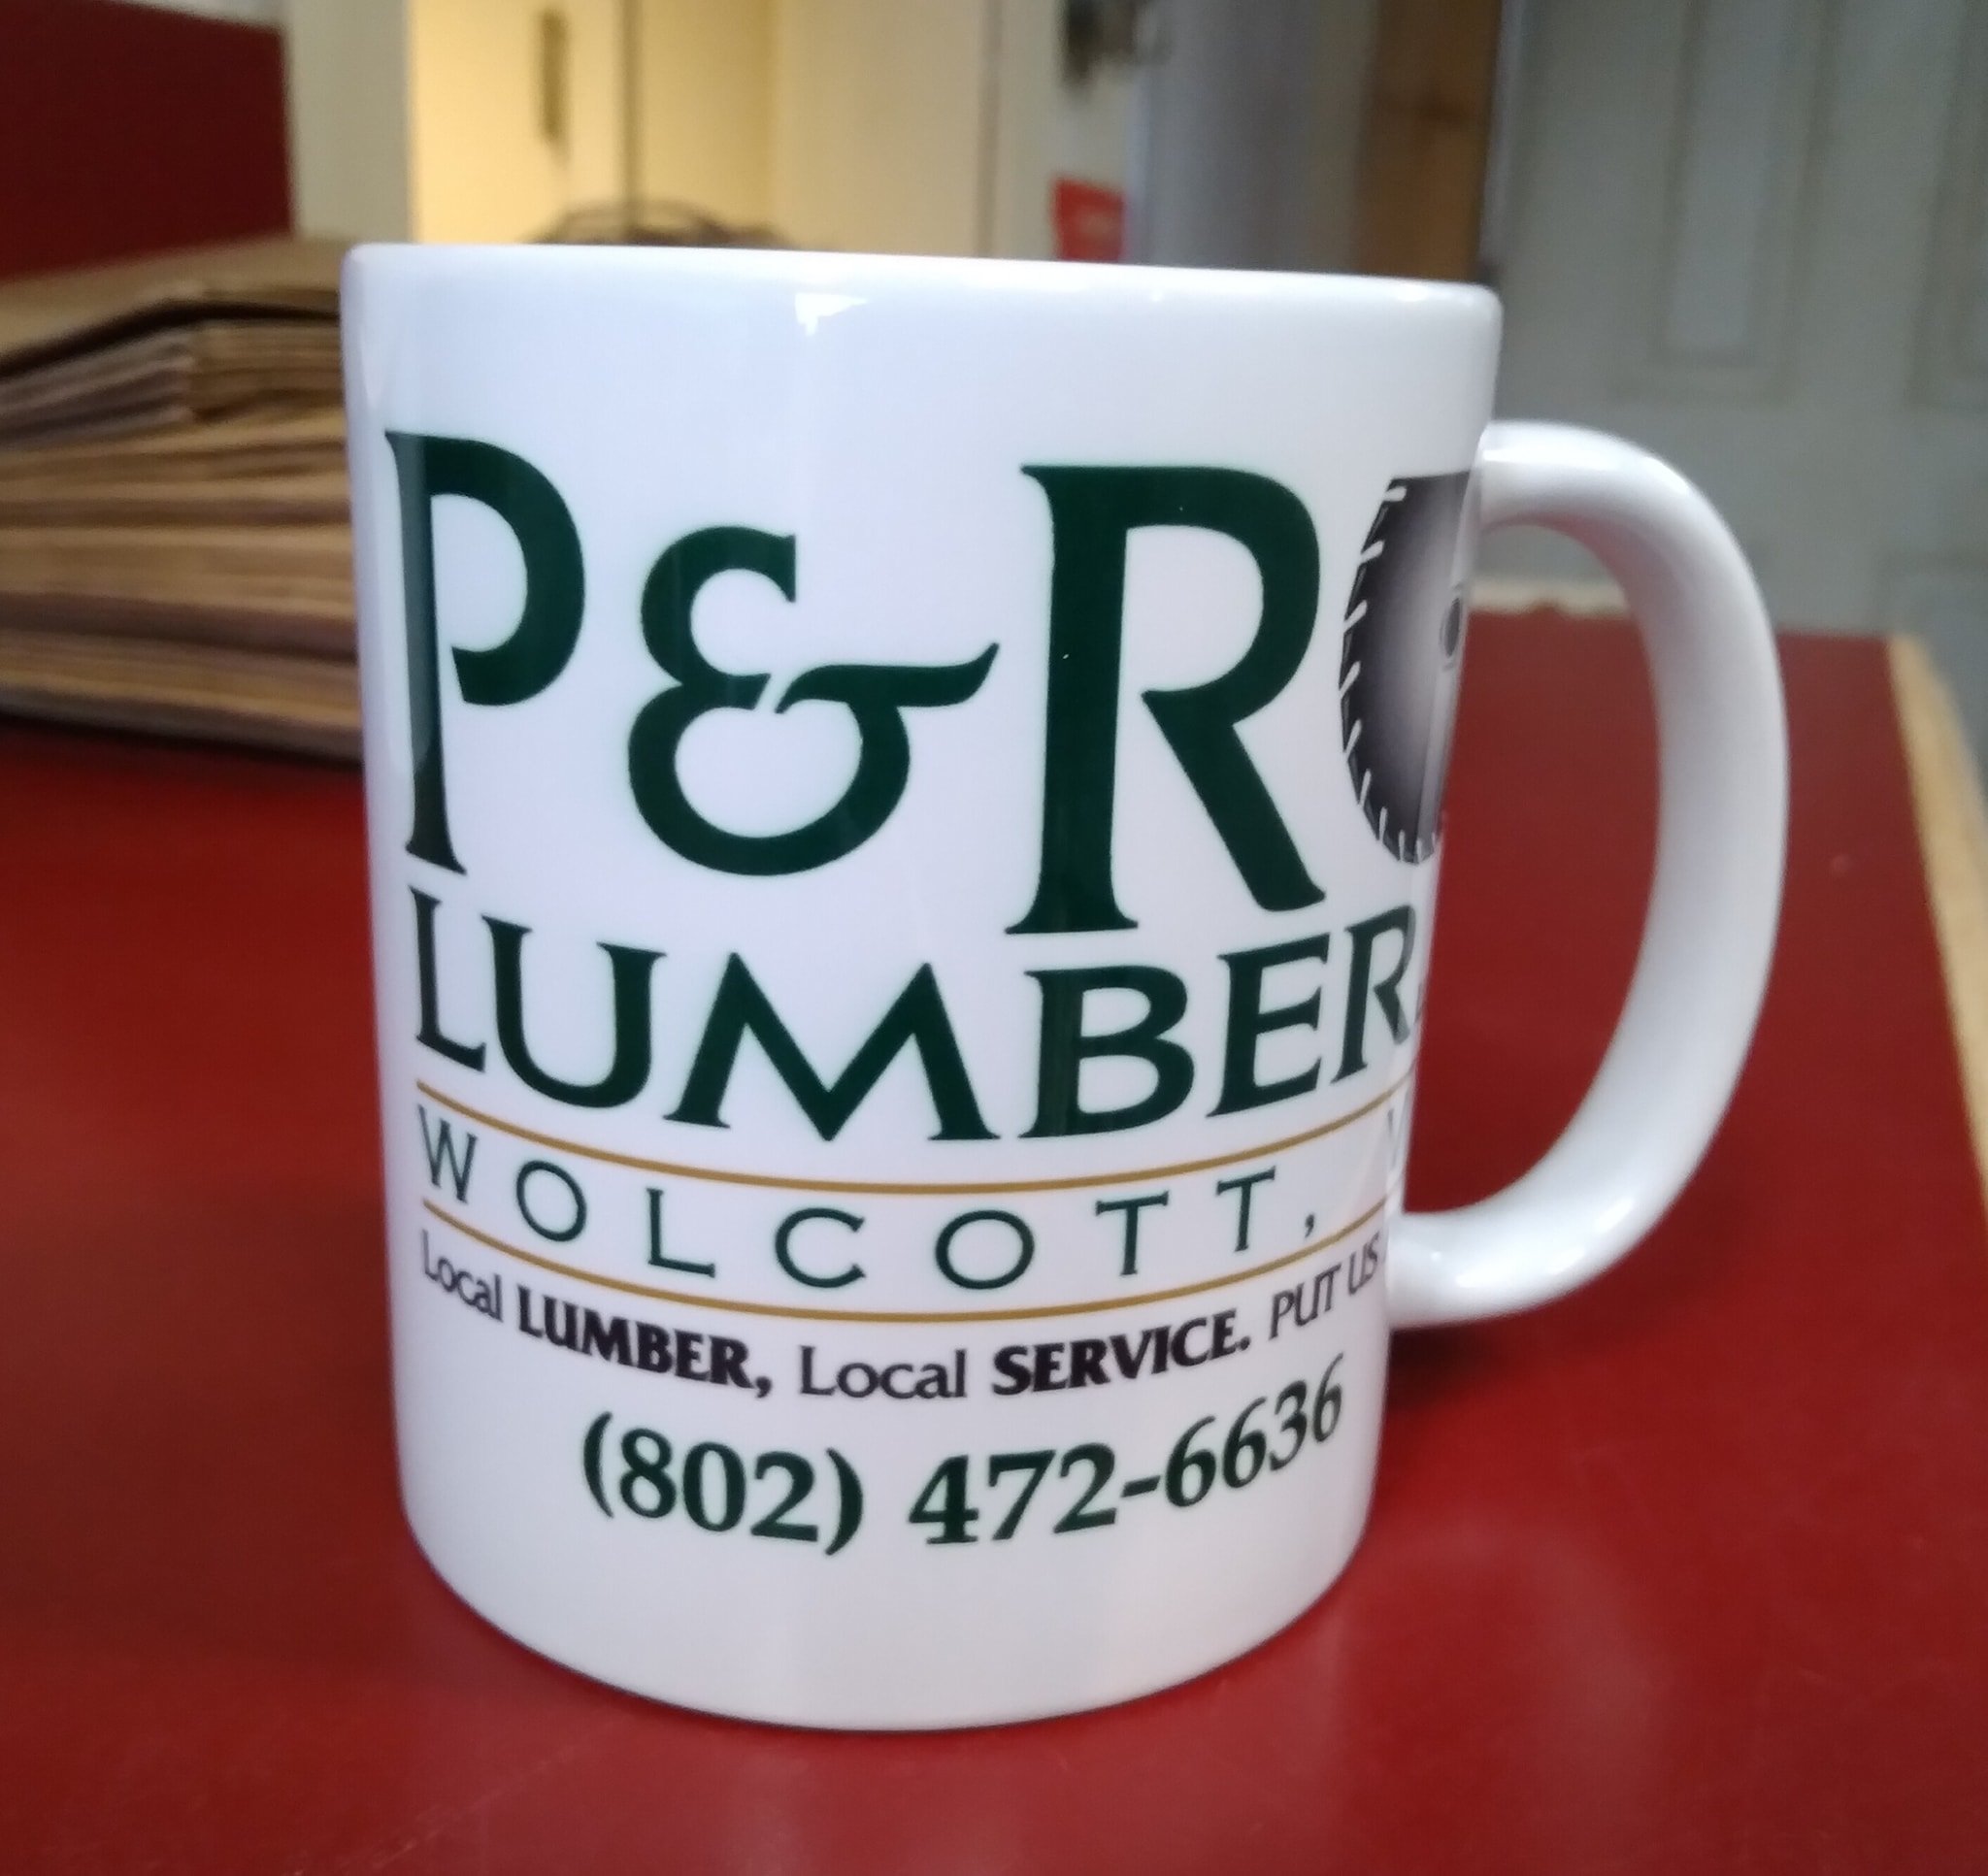 P&R
LUMBER
WOLCOTT,
Local LUMBER, Local SERVICE. PUT US
(802) 472-6636